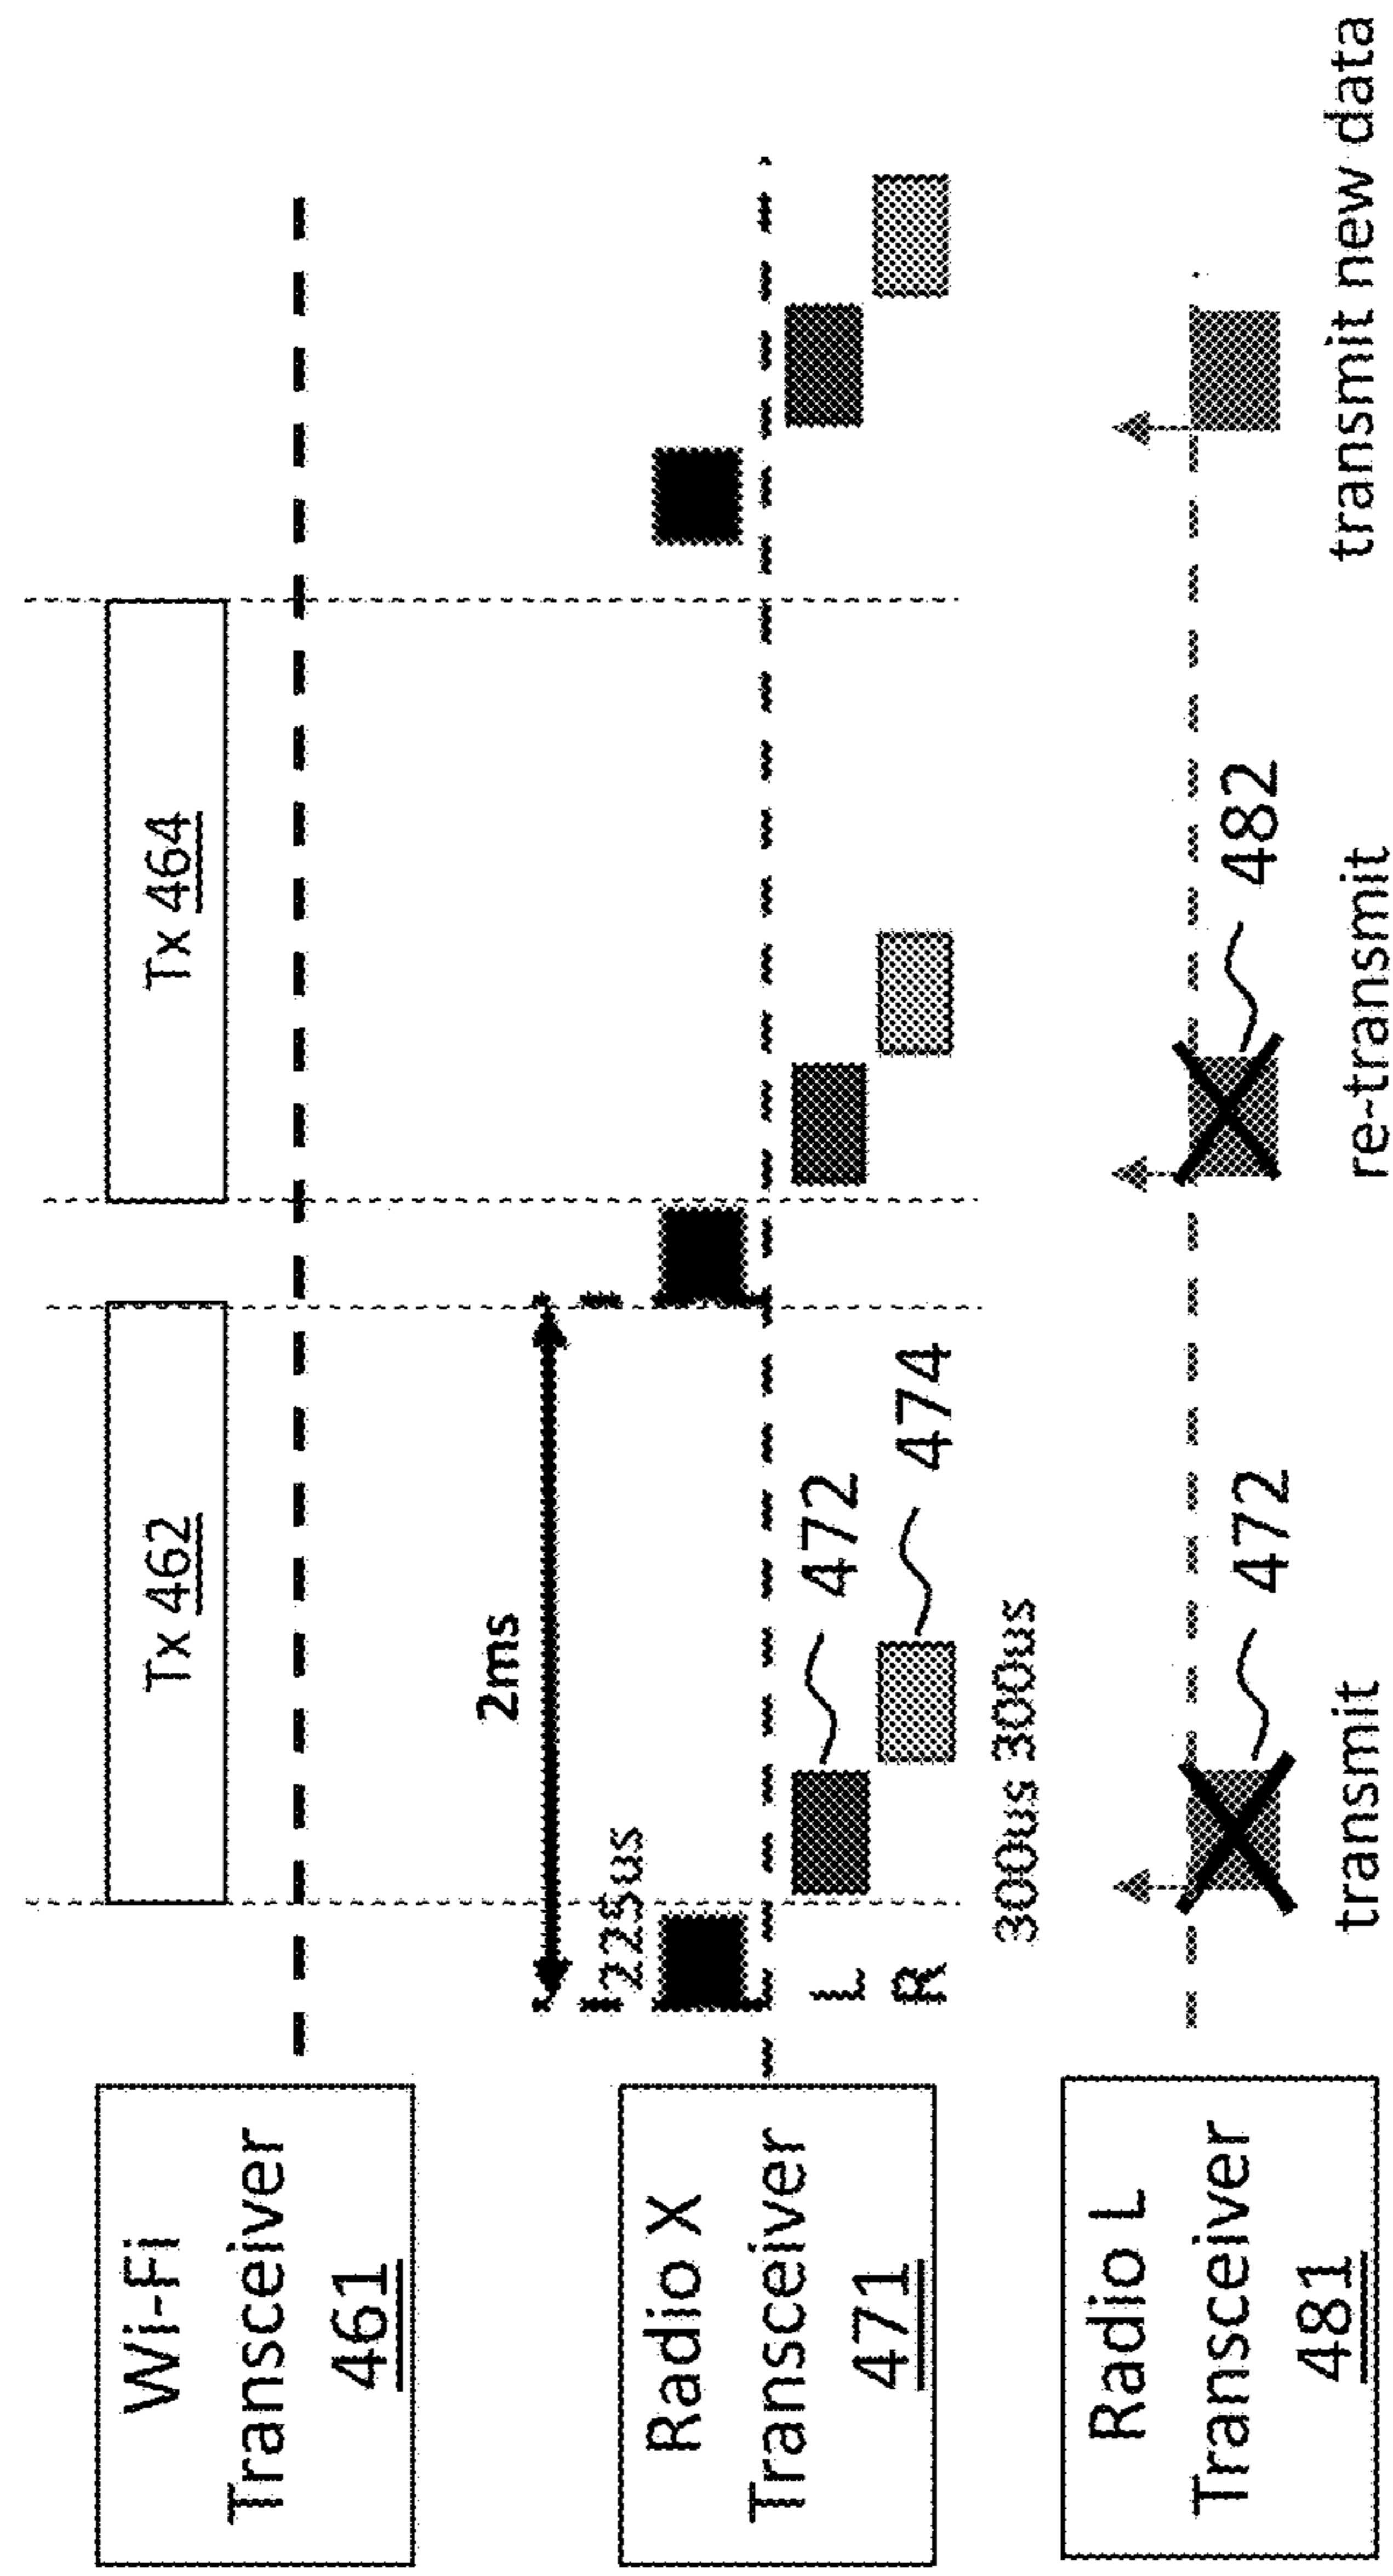 Wi-Fi
Transceiver
461
Tx 462
Tx 464
Radio X
Transceiver
471
2ms
225us
L
R
472
474
300us 300us
Radio L
Transceiver
481
472
482
transmit
re-transmit
transmit new data